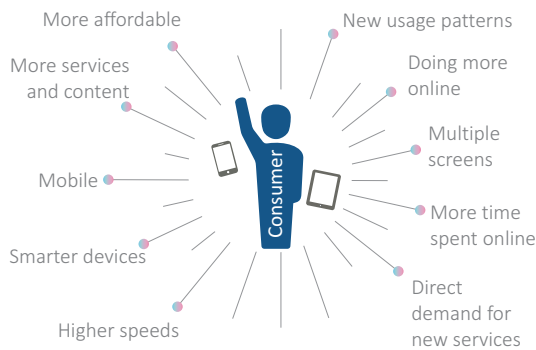 More affordable
More services
and content
Mobile
Smarter devices
Higher speeds
Consumer
New usage patterns
Doing more
online
Multiple
screens
More time
spent online
Direct
demand for
new services